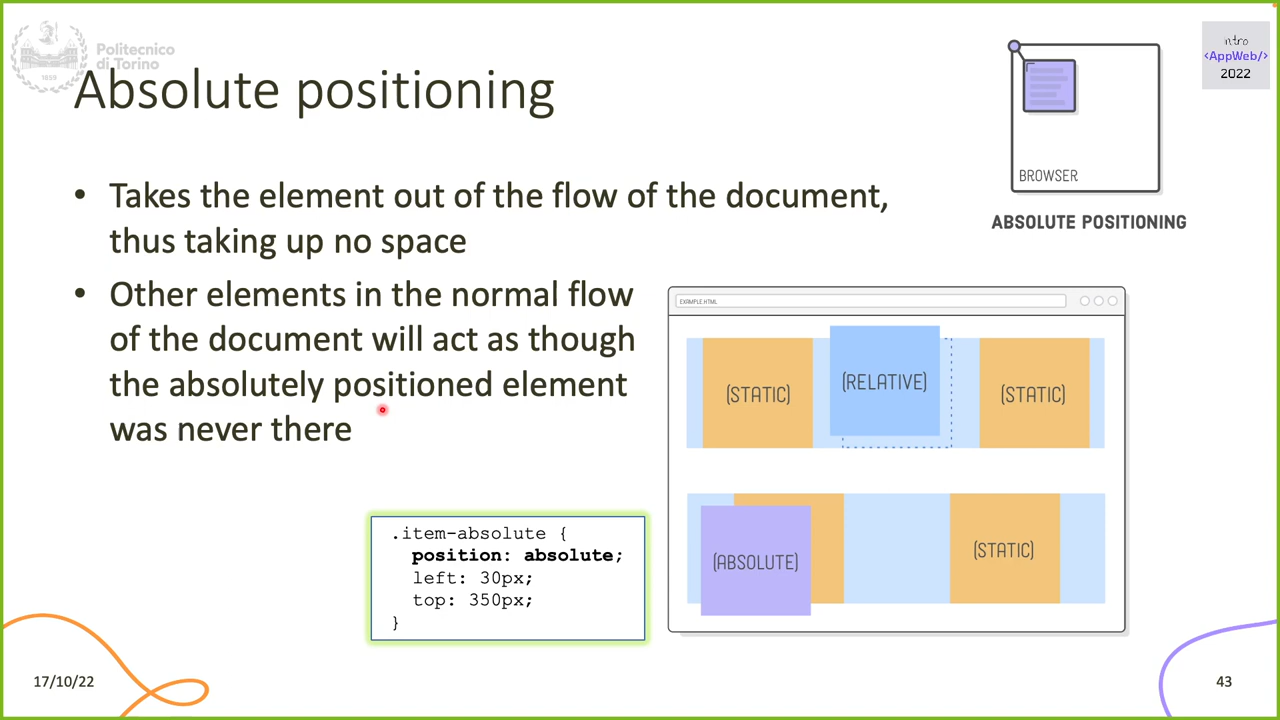 Politecnico
di Torino
1859
Absolute positioning
intro
<AppWeb/>
2022
BROWSER
ABSOLUTE POSITIONING
• Takes the element out of the flow of the document,
thus taking up no space
• Other elements in the normal flow
of the document will act as though
the absolutely positioned element
was never there
EXAMPLE.HTML
(STATIC)
(RELATIVE)
(STATIC)
(ABSOLUTE)
(STATIC)
.item-absolute {
position: absolute;
left: 30px;
top: 350px;
}
17/10/22
43